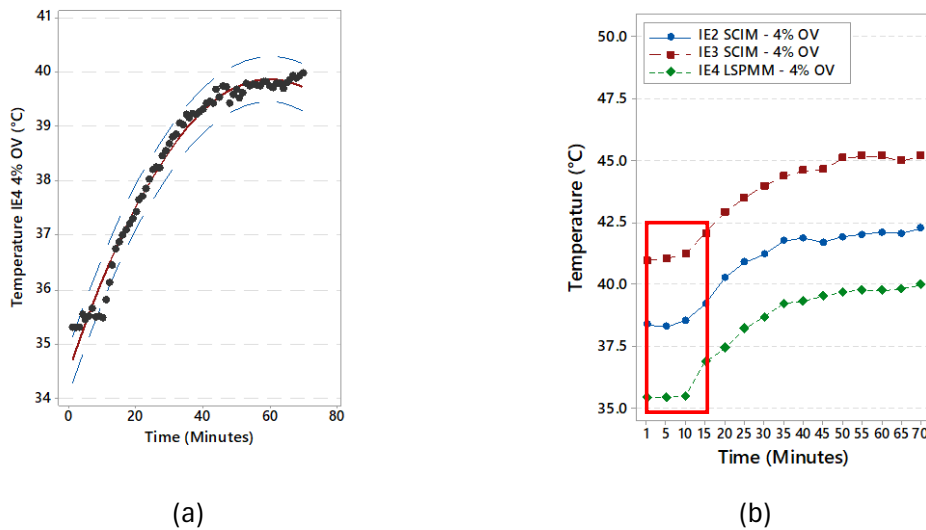 Temperature IE4 4% OV (°C)
41
40
39
38
37
36
35
34
0 20 40 60 80
Time (Minutes)
(a)
IE2 SCIM - 4% OV
IE3 SCIM - 4% OV
IE4 LSPMM - 4% OV
Temperature (°C)
50.0
47.5
45.0
42.5
40.0
37.5
35.0
1 5 10 15 20 25 30 35 40 45 50 55 60 65 70
Time (Minutes)
(b)